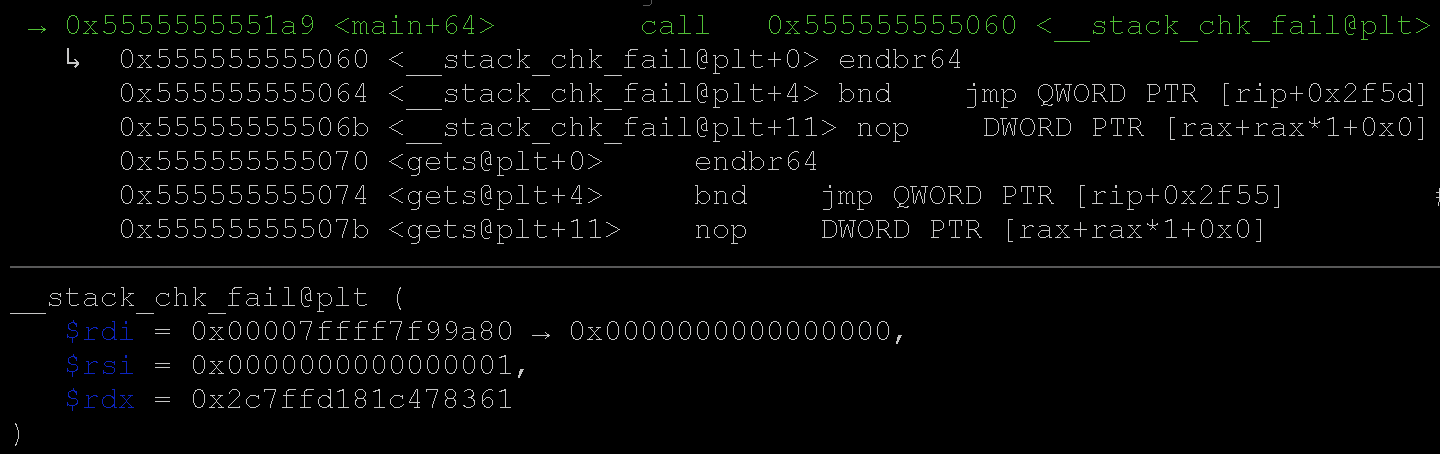 → 0x5555555551a9 <main+64> call 0x555555555060 <__stack_chk_fail@plt>
↳ 0x555555555060 <__stack_chk_fail@plt+0> endbr64
0x555555555064 <__stack_chk_fail@plt+4> bnd jmp QWORD PTR [rip+0x2f5d]
0x55555555506b <__stack_chk_fail@plt+11> nop DWORD PTR [rax+rax*1+0x0]
0x555555555070 <gets@plt+0> endbr64
0x555555555074 <gets@plt+4> bnd jmp QWORD PTR [rip+0x2f55] #
0x55555555507b <gets@plt+11> nop DWORD PTR [rax+rax*1+0x0]
__stack_chk_fail@plt (
$rdi = 0x00007ffff7f99a80 → 0x0000000000000000,
$rsi = 0x0000000000000001,
$rdx = 0x2c7ffd181c478361
)